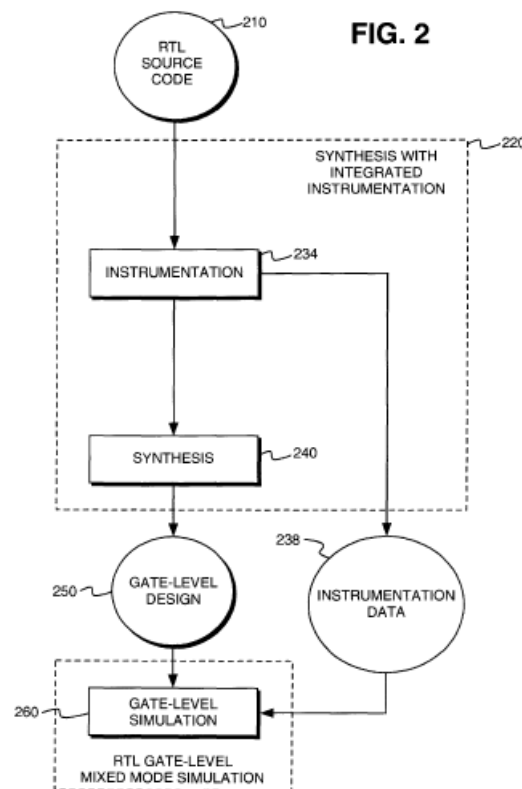 210
FIG. 2
RTL
SOURCE
CODE
220
SYNTHESIS WITH
INTEGRATED
INSTRUMENTATION
234
INSTRUMENTATION
SYNTHESIS
240
238
250
GATE-LEVEL
DESIGN
INSTRUMENTATION
DATA
260
GATE-LEVEL
SIMULATION
RTL GATE-LEVEL
MIXED MODE SIMULATION